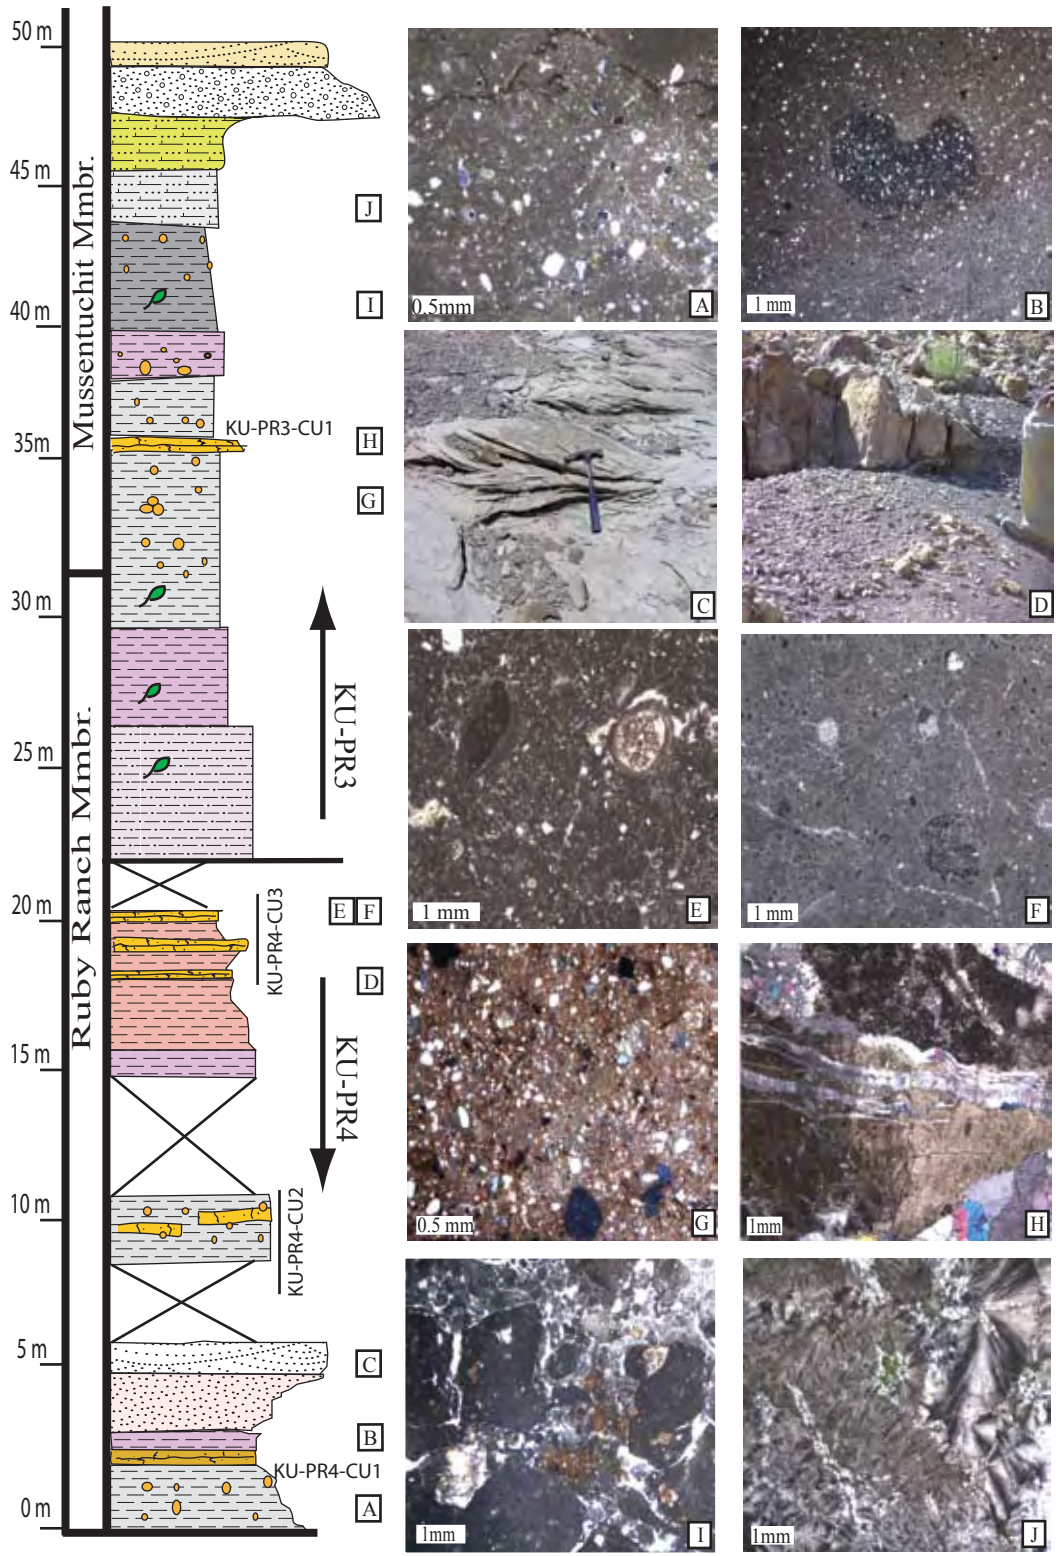 50 m
45 m
40 m
35m
30 m
25 m
20 m
15 m
10 m
5 m
0 m
Mussentuchit Mmbr.
Ruby Ranch Mmbr.
J
I
KU-PR3-CU1
H
G
KU-PR3
E F
KU-PR4-CU3
D
KU-PR4
KU-PR4-CU2
C
B
KU-PR4-CU1
A
0.5mm A
1 mm B
C
D
1 mm E
1 mm F
0.5 mm G
1mm H
1mm I
1mm J